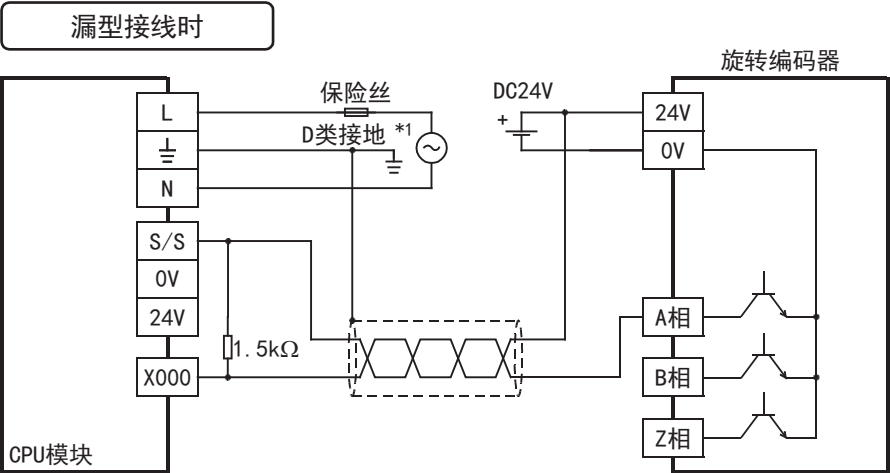 漏型接线时
旋转编码器
L
N
S/S
0V
24V
X000
CPU模块
保险丝
D类接地 *1
1.5kΩ
DC24V
+
24V
0V
A相
B相
Z相